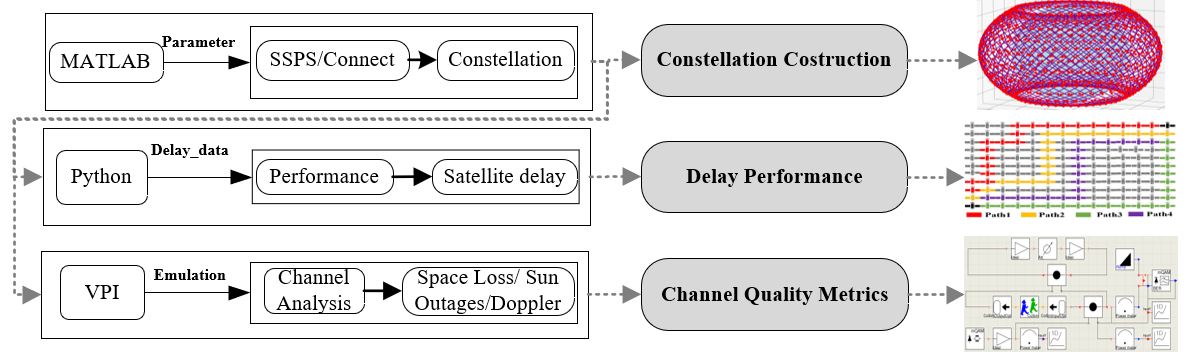 MATLAB
Parameter
SSPS/Connect
Constellation
Constellation Costruction
Python
Delay_data
Performance
Satellite delay
Delay Performance
Path1 Path2 Path3 Path4
VPI
Emulation
Channel
Analysis
Space Loss/ Sun
Outages/Doppler
Channel Quality Metrics